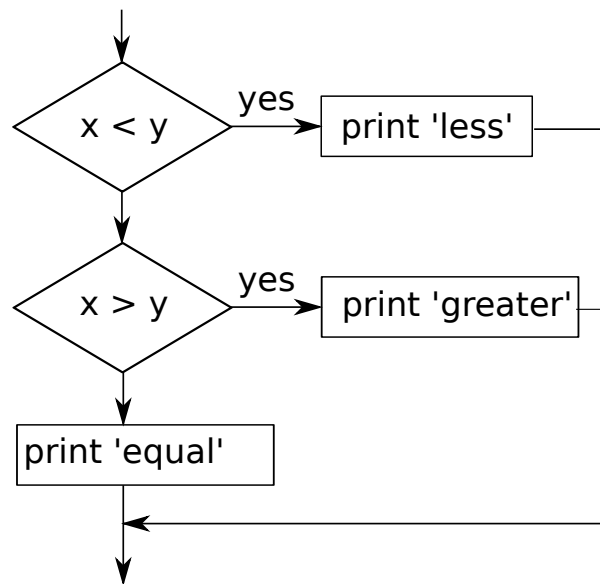 yes
x < y
print 'less'
yes
x > y
print 'greater'
print 'equal'